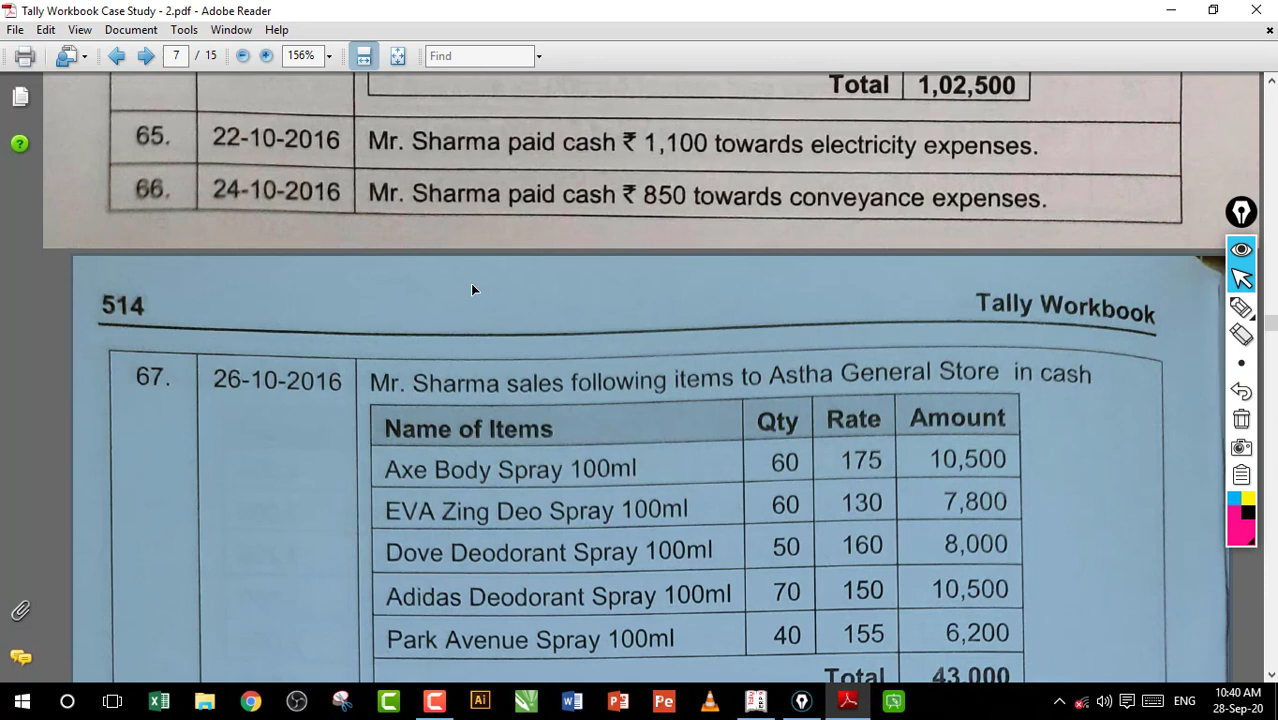 Tally Workbook Case Study - 2.pdf - Adobe Reader
File Edit View Document Tools Window Help
7 / 15 156% Find
Total 1,02,500
65. 22-10-2016 Mr. Sharma paid cash ₹ 1,100 towards electricity expenses.
66. 24-10-2016 Mr. Sharma paid cash ₹ 850 towards conveyance expenses.
514 Tally Workbook
67. 26-10-2016 Mr. Sharma sales following items to Astha General Store in cash
Name of Items Qty Rate Amount
Axe Body Spray 100ml 60 175 10,500
EVA Zing Deo Spray 100ml 60 130 7,800
Dove Deodorant Spray 100ml 50 160 8,000
Adidas Deodorant Spray 100ml 70 150 10,500
Park Avenue Spray 100ml 40 155 6,200
Total 43,000
ENG 10:40 AM
28-Sep-20